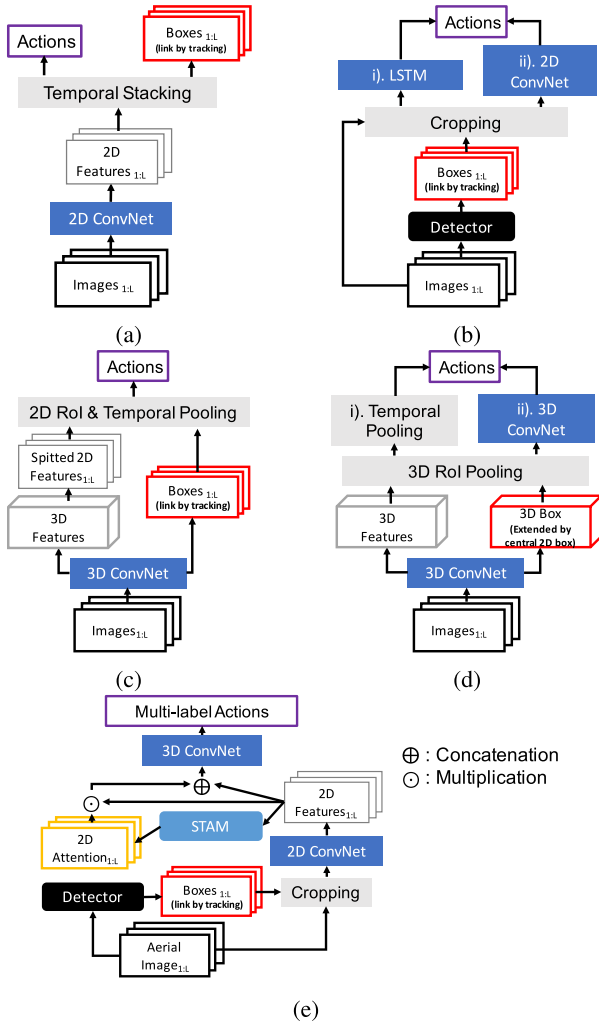 Actions
Boxes 1:L
(link by tracking)
Temporal Stacking
2D
Features 1:L
2D ConvNet
Images 1:L
(a)
Actions
i). LSTM
ii). 2D
ConvNet
Cropping
Boxes 1:L
(link by tracking)
Detector
Images 1:L
(b)
Actions
2D RoI & Temporal Pooling
Spitted 2D
Features1:L
Boxes 1:L
(link by tracking)
3D
Features
3D ConvNet
Images1:L
(c)
Actions
i). Temporal
Pooling
ii). 3D
ConvNet
3D RoI Pooling
3D
Features
3D Box
(Extended by
central 2D box)
3D ConvNet
Images1:L
(d)
Multi-label Actions
3D ConvNet
⊕ : Concatenation
⊙ : Multiplication
2D
Features1:L
STAM
2D
Attention1:L
2D ConvNet
Detector
Boxes 1:L
(link by tracking)
Cropping
Aerial
Image1:L
(e)